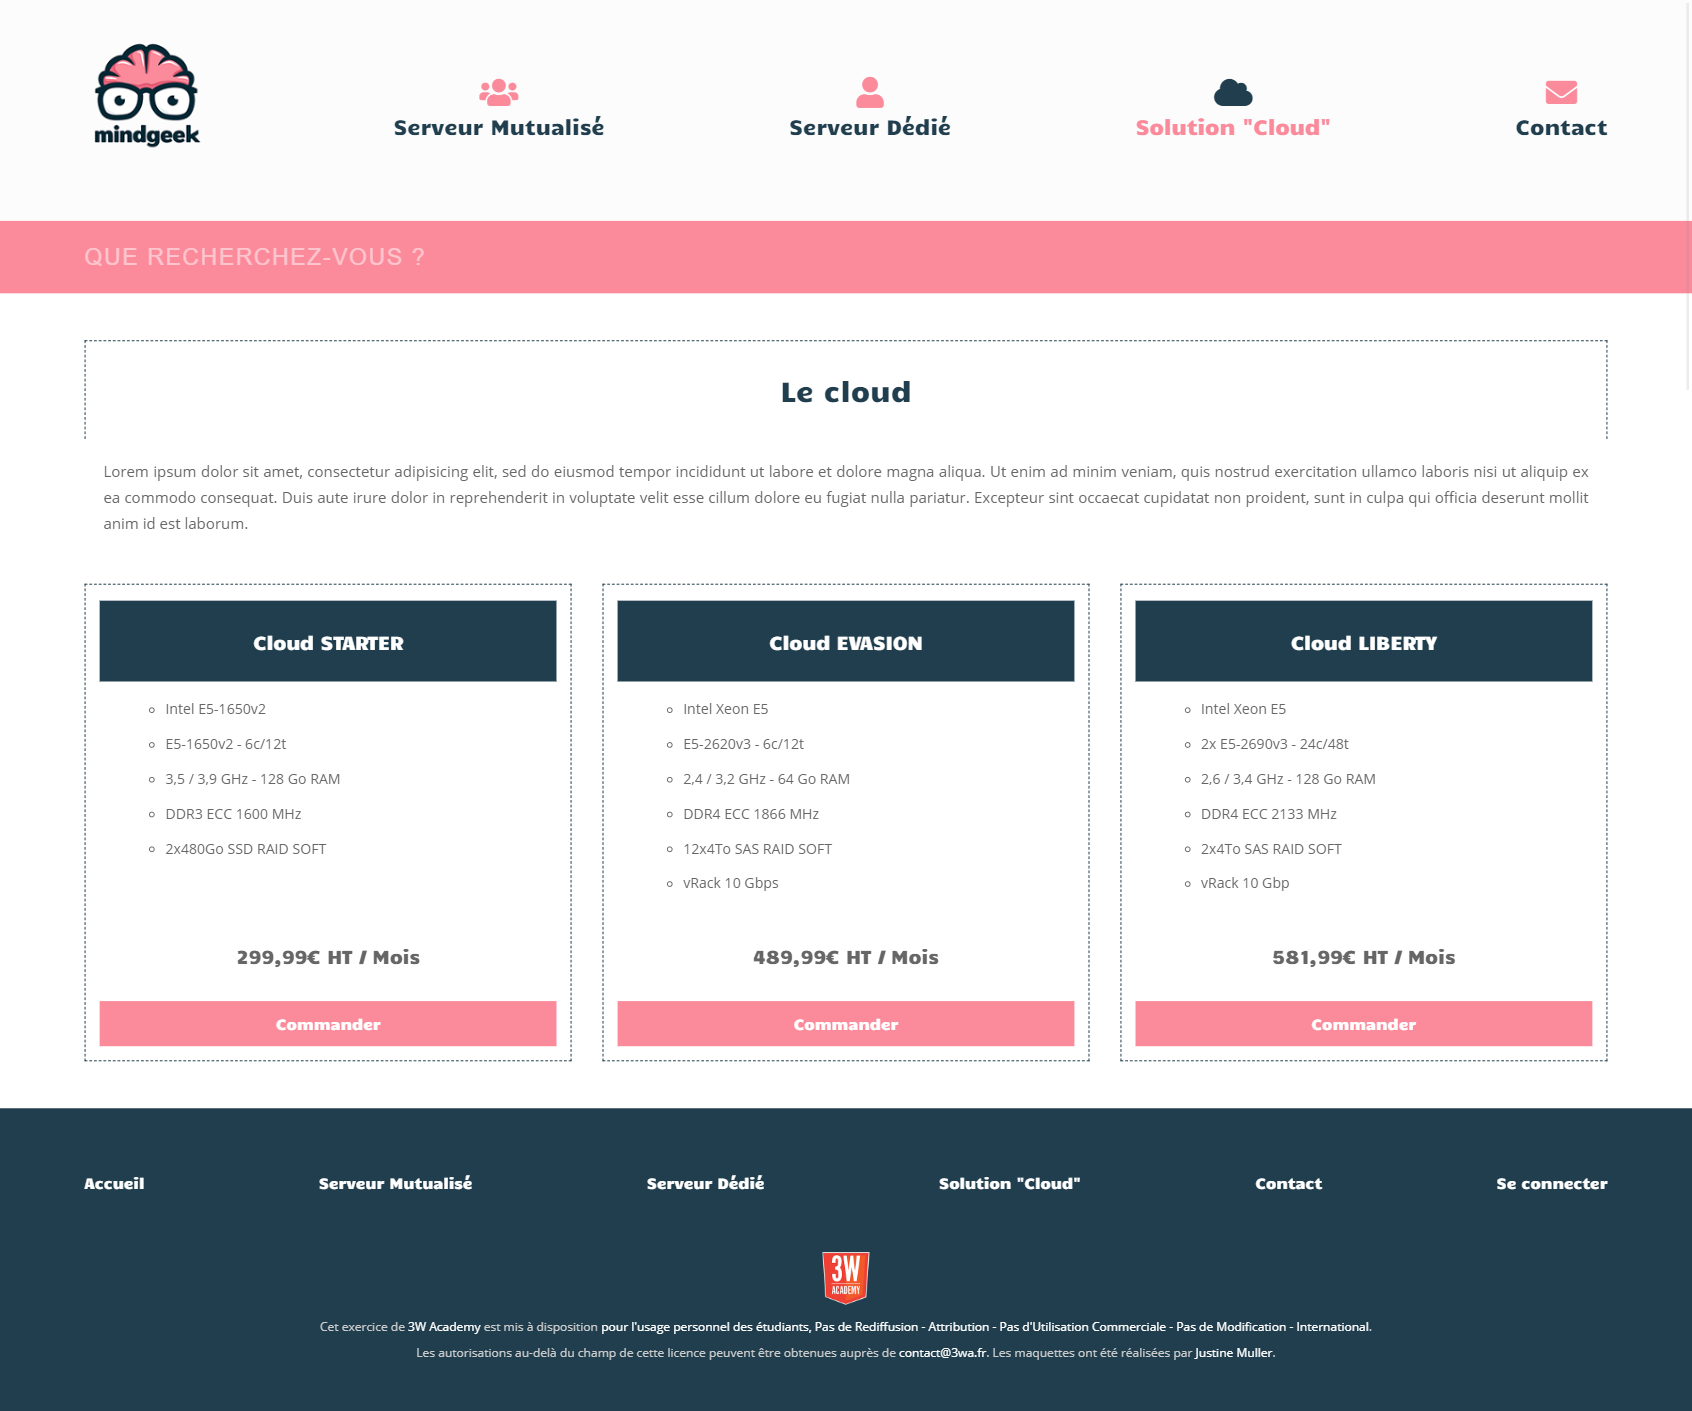 mindgeek
Serveur Mutualisé
Serveur Dédié
Solution "Cloud"
Contact
QUE RECHERCHEZ-VOUS ?
Le cloud
Lorem ipsum dolor sit amet, consectetur adipisicing elit, sed do eiusmod tempor incididunt ut labore et dolore magna aliqua. Ut enim ad minim veniam, quis nostrud exercitation ullamco laboris nisi ut aliquip ex
ea commodo consequat. Duis aute irure dolor in reprehenderit in voluptate velit esse cillum dolore eu fugiat nulla pariatur. Excepteur sint occaecat cupidatat non proident, sunt in culpa qui officia deserunt mollit
anim id est laborum.
Cloud STARTER
Intel E5-1650v2
E5-1650v2 - 6c/12t
3,5 / 3,9 GHz - 128 Go RAM
DDR3 ECC 1600 MHz
2x480Go SSD RAID SOFT
299,99€ HT / Mois
Commander
Cloud EVASION
Intel Xeon E5
E5-2620v3 - 6c/12t
2,4 / 3,2 GHz - 64 Go RAM
DDR4 ECC 1866 MHz
12x4To SAS RAID SOFT
vRack 10 Gbps
489,99€ HT / Mois
Commander
Cloud LIBERTY
Intel Xeon E5
2x E5-2690v3 - 24c/48t
2,6 / 3,4 GHz - 128 Go RAM
DDR4 ECC 2133 MHz
2x4To SAS RAID SOFT
vRack 10 Gbp
581,99€ HT / Mois
Commander
Accueil
Serveur Mutualisé
Serveur Dédié
Solution "Cloud"
Contact
Se connecter
3W
ACADEMY
Cet exercice de 3W Academy est mis à disposition pour l'usage personnel des étudiants, Pas de Rediffusion - Attribution - Pas d'Utilisation Commerciale - Pas de Modification - International.
Les autorisations au-delà du champ de cette licence peuvent être obtenues auprès de contact@3wa.fr. Les maquettes ont été réalisées par Justine Muller.